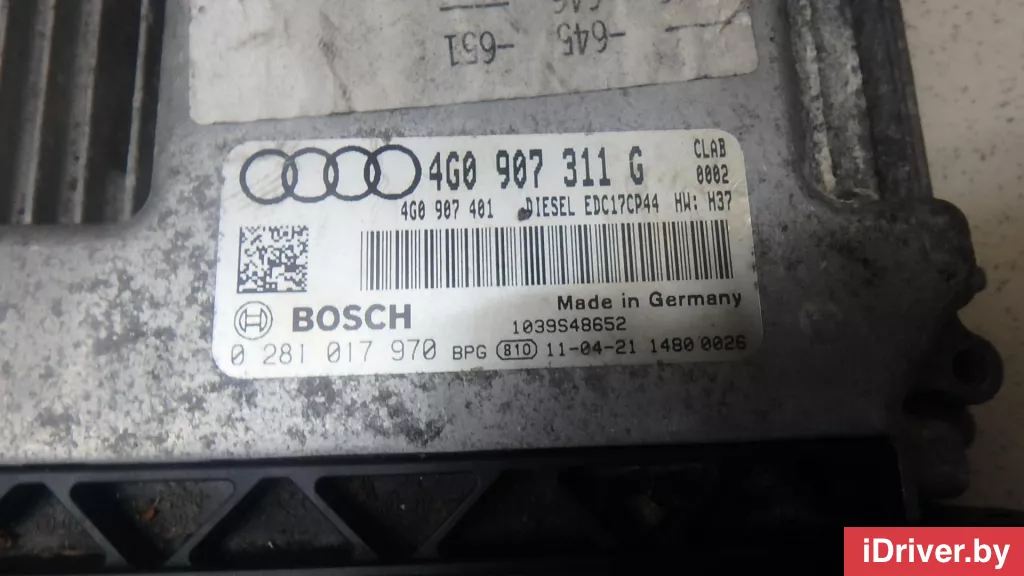 -651 -645 -646
4G0 907 311 G CLAB
0002
4G0 907 401 DIESEL EDC17CP44 HW: H37
Made in Germany
BOSCH
1039S48652
0 281 017 970 BPG 810 11-04-21 1480 0026
iDriver.by